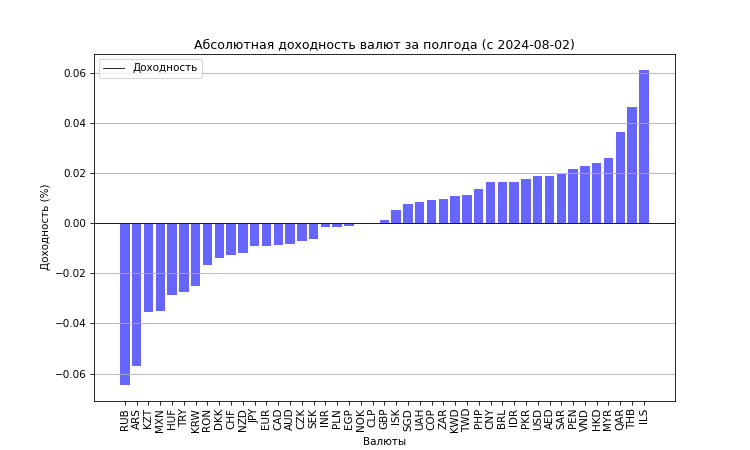 Абсолютная доходность валют за полгода (с 2024-08-02)
Доходность
0.06
0.04
0.02
0.00
−0.02
−0.04
−0.06
Доходность (%)
RUB ARS KZT MXN HUF TRY KRW RON DKK CHF NZD JPY EUR CAD AUD CZK SEK INR PLN EGP NOK CLP GBP ISK SGD UAH COP ZAR KWD TWD PHP CNY BRL IDR PKR USD AED SAR PEN VND HKD MYR QAR THB ILS
Валюты